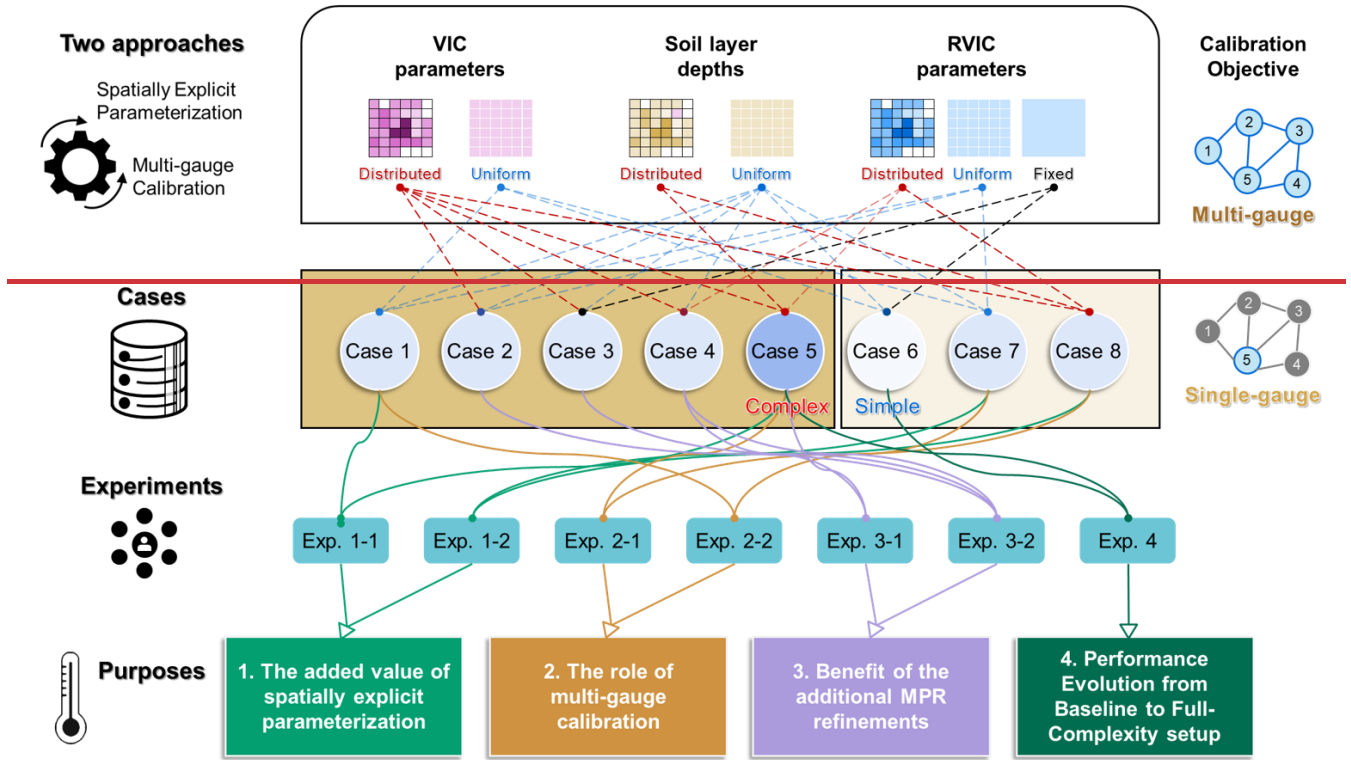 Two approaches
Spatially Explicit
Parameterization
Multi-gauge
Calibration
VIC
parameters
Soil layer
depths
RVIC
parameters
Distributed
Uniform
Distributed
Uniform
Distributed
Uniform
Fixed
Calibration
Objective
1
2
3
4
5
Multi-gauge
Cases
Case 1
Case 2
Case 3
Case 4
Case 5
Case 6
Case 7
Case 8
Complex
Simple
1
2
3
4
5
Single-gauge
Experiments
Exp. 1-1
Exp. 1-2
Exp. 2-1
Exp. 2-2
Exp. 3-1
Exp. 3-2
Exp. 4
Purposes
1. The added value of
spatially explicit
parameterization
2. The role of
multi-gauge
calibration
3. Benefit of the
additional MPR
refinements
4. Performance
Evolution from
Baseline to Full-
Complexity setup